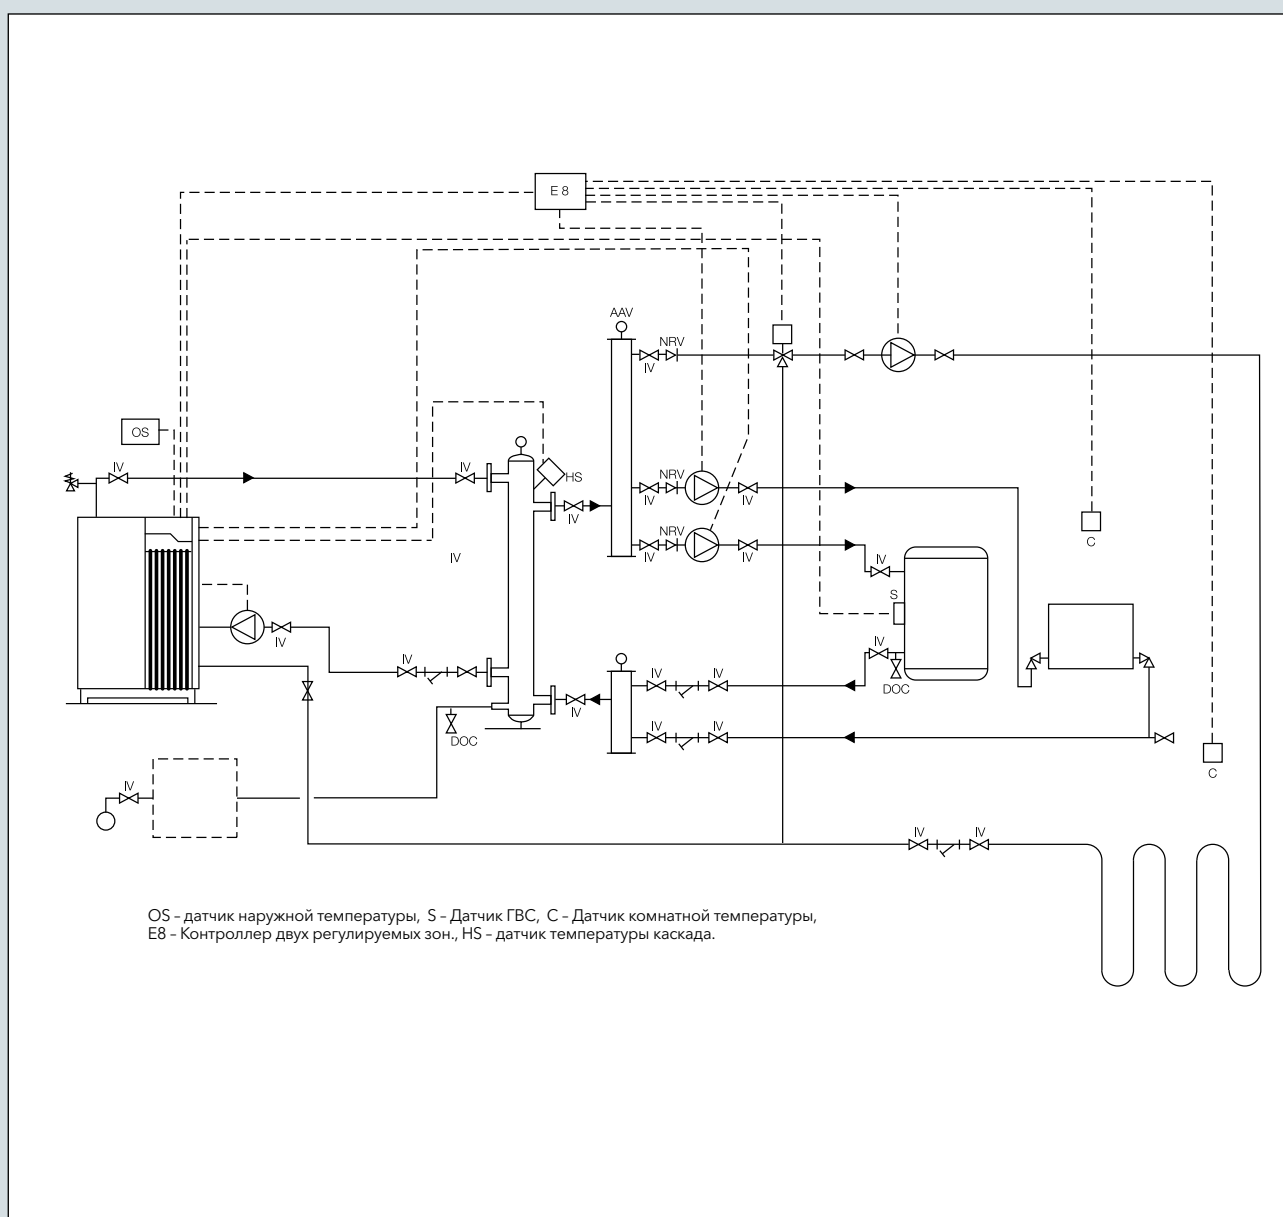 E 8
AAV
NRV
IV
OS
IV
IV
HS
NRV
IV
IV
IV
NRV
IV
IV
C
IV
IV
S
IV
IV
IV
IV
IV
DOC
IV
DOC
IV
IV
C
IV
IV
IV
OS – датчик наружной температуры, S – Датчик ГВС, C – Датчик комнатной температуры,
E8 – Контроллер двух регулируемых зон., HS – датчик температуры каскада.